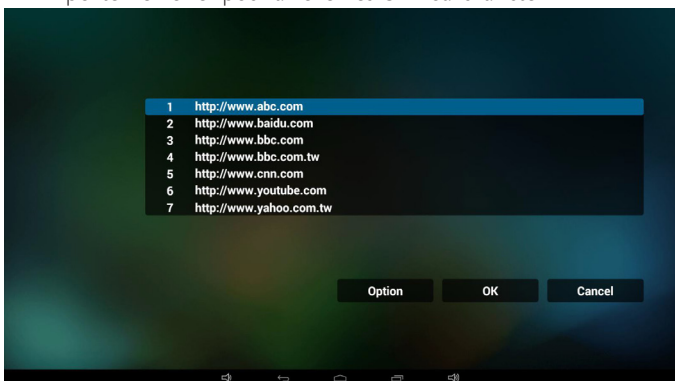 1 http://www.abc.com
2 http://www.baidu.com
3 http://www.bbc.com
4 http://www.bbc.com.tw
5 http://www.cnn.com
6 http://www.youtube.com
7 http://www.yahoo.com.tw
Option OK Cancel